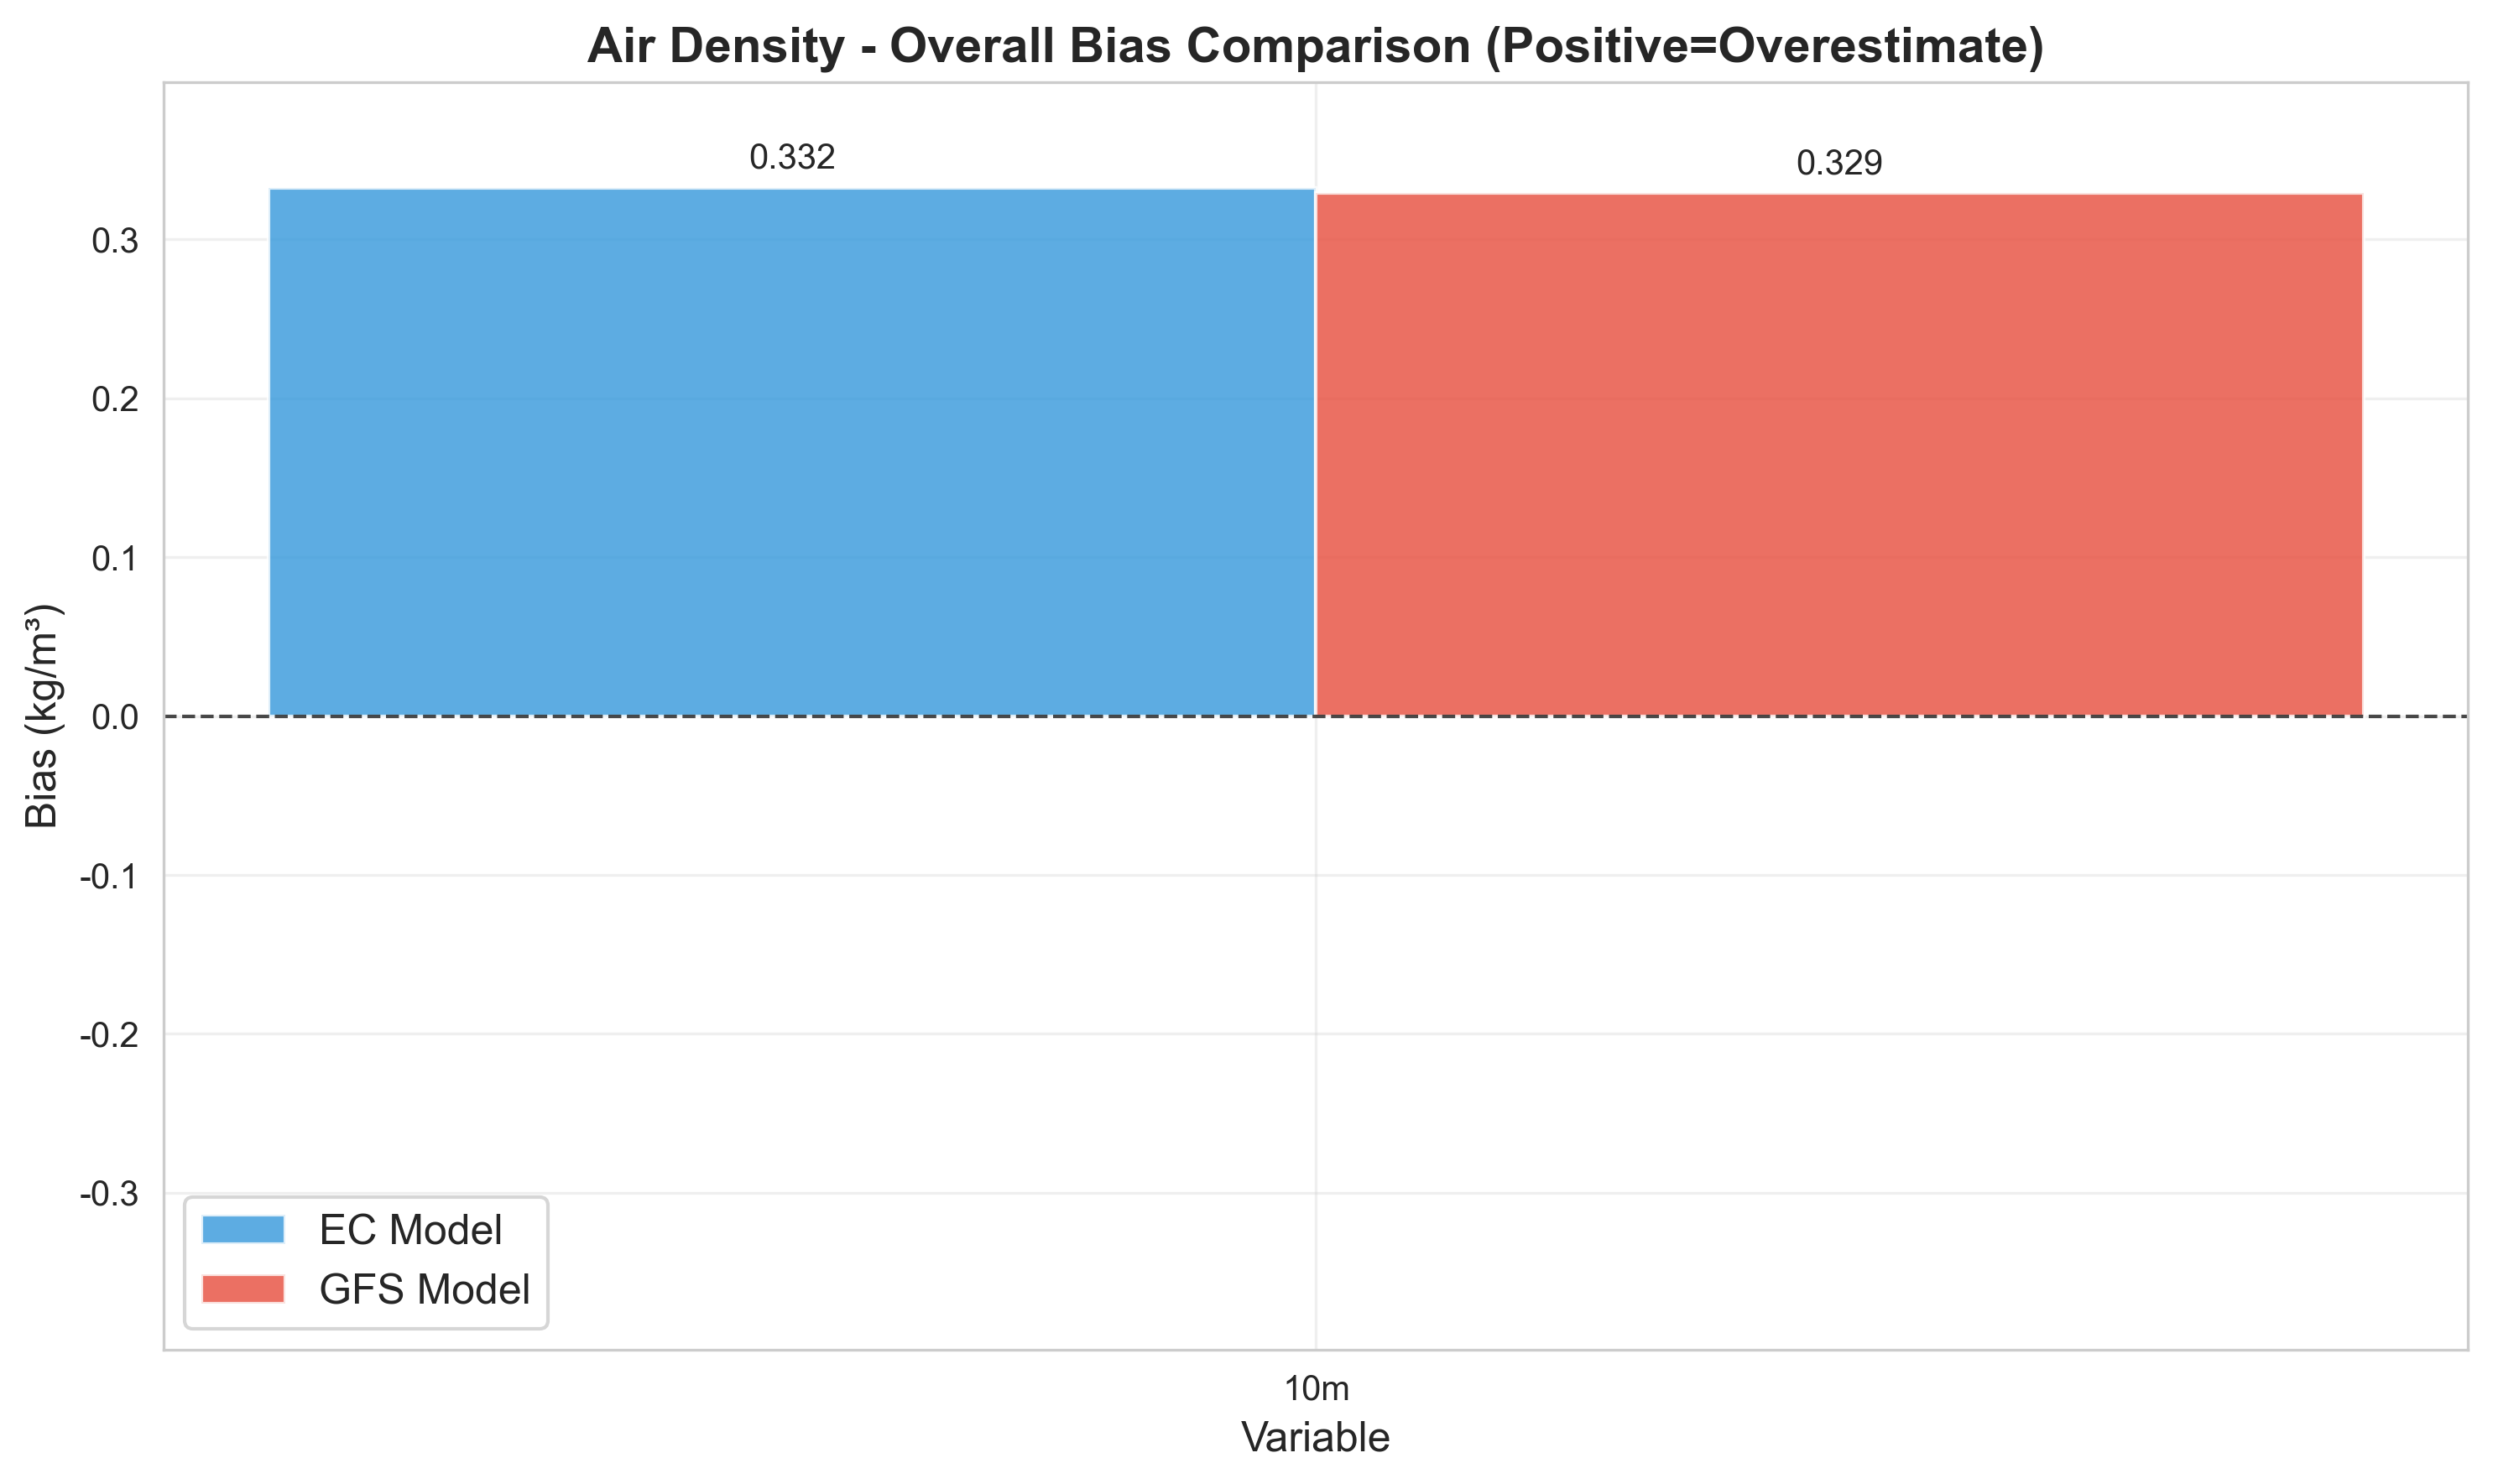 Air Density - Overall Bias Comparison (Positive=Overestimate)
0.332
0.329
0.3
0.2
0.1
0.0
-0.1
-0.2
-0.3
Bias (kg/m³)
EC Model
GFS Model
10m
Variable